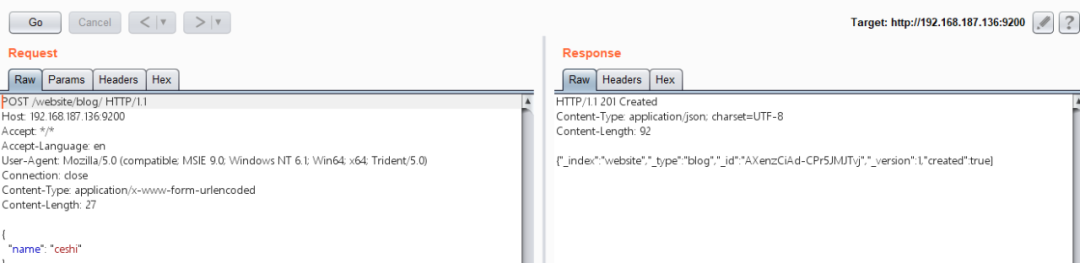 Go Cancel < > Target: http://192.168.187.136:9200 ?
Request
Raw Params Headers Hex
POST /website/blog/ HTTP/1.1
Host: 192.168.187.136:9200
Accept: */*
Accept-Language: en
User-Agent: Mozilla/5.0 (compatible; MSIE 9.0; Windows NT 6.1; Win64; x64; Trident/5.0)
Connection: close
Content-Type: application/x-www-form-urlencoded
Content-Length: 27
{
"name": "ceshi"
Response
Raw Headers Hex
HTTP/1.1 201 Created
Content-Type: application/json; charset=UTF-8
Content-Length: 92
{"_index":"website","_type":"blog","_id":"AXenzCiAd-CPr5JMJTvj","_version":1,"created":true}